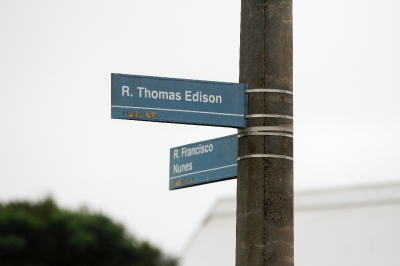 R. Thomas Edison
R. Francisco
Nunes